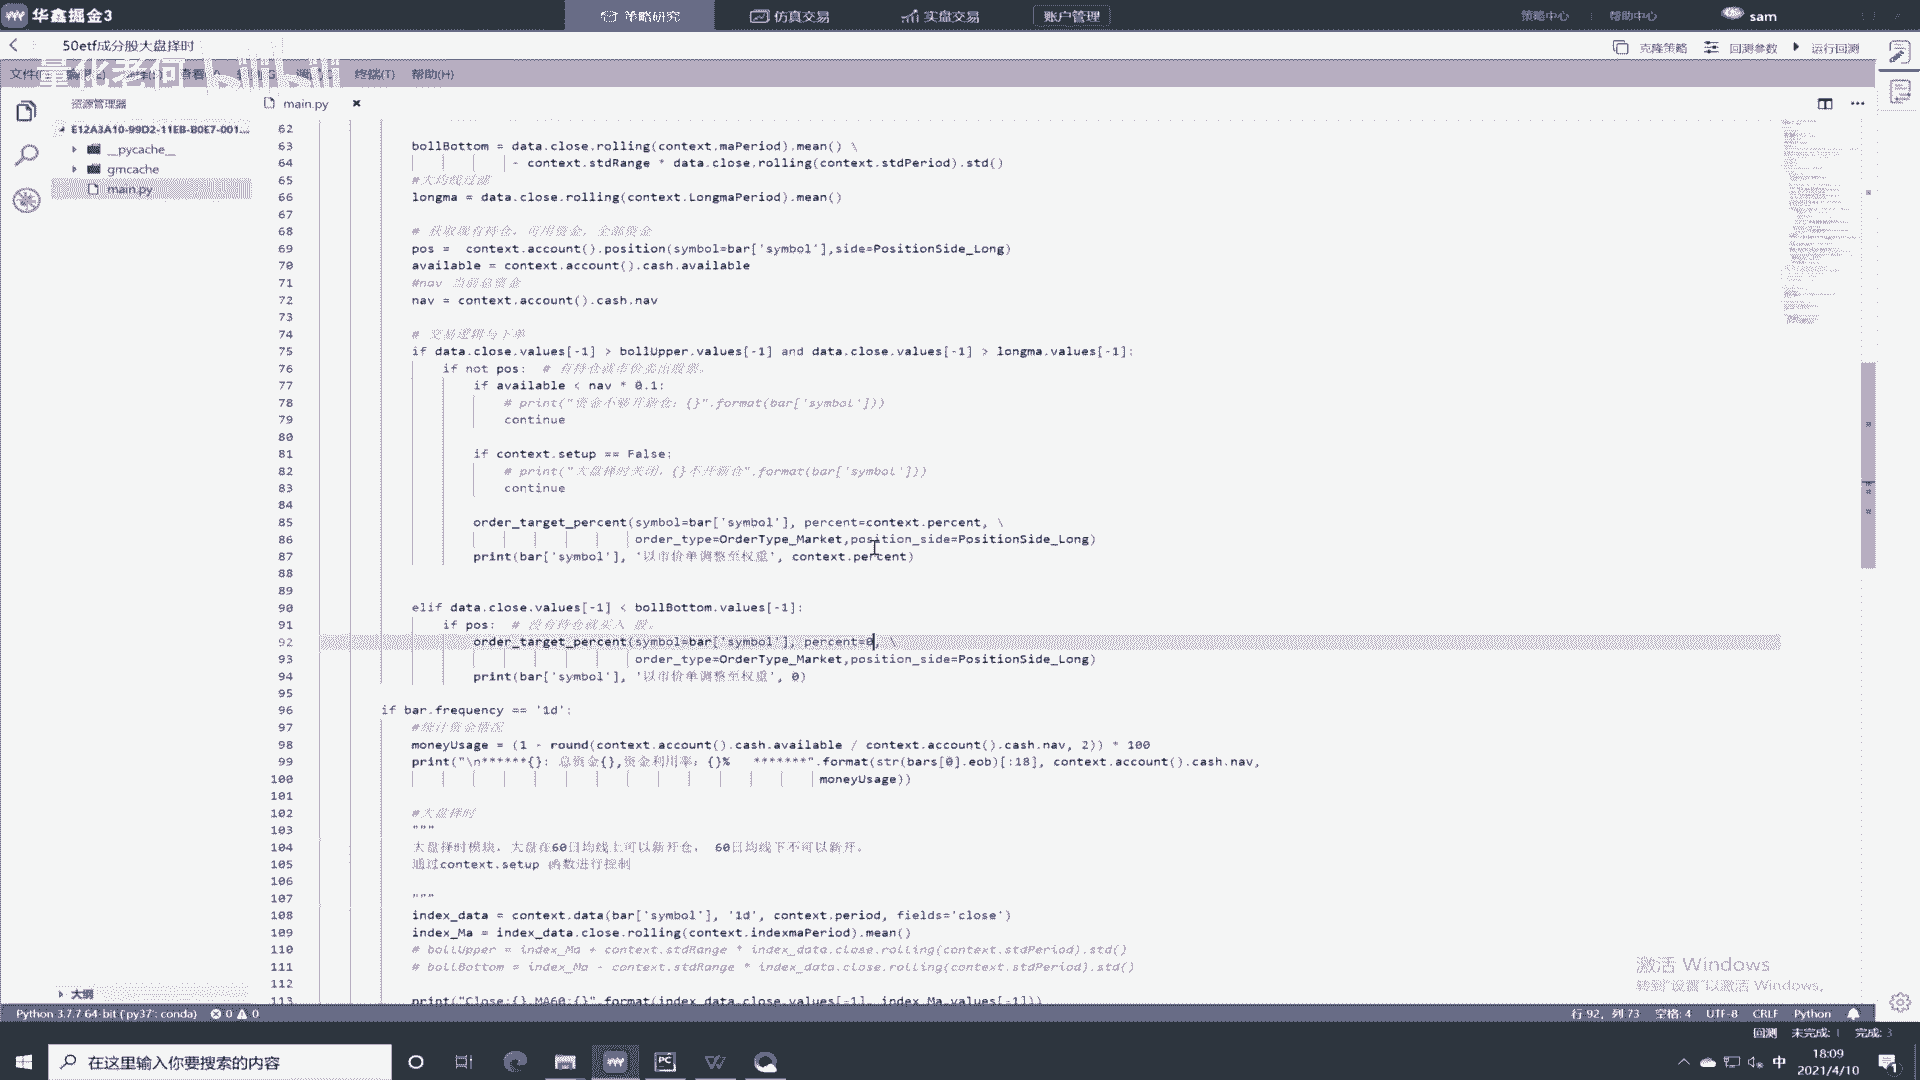 华鑫掘金3 策略研究 仿真交易 实盘交易 账户管理 策略中心 帮助中心 sam
50etf成分股大盘择时 克隆策略 回测参数 运行回测
量化老荷 bilibili
终端(T) 帮助(H)
资源管理器 main.py
E12A3A10-99D2-11EB-B0E7-001...
__pycache__
gmcache
main.py
62
63 bollBottom = data.close.rolling(context.maPeriod).mean() \
64 - context.stdRange * data.close.rolling(context.stdPeriod).std()
65 #大均线过滤
66 longma = data.close.rolling(context.LongmaPeriod).mean()
67
68 # 获取现有持仓，可用资金，全部资金
69 pos =  context.account().position(symbol=bar['symbol'],side=PositionSide_Long)
70 available = context.account().cash.available
71 #nav 当前总资金
72 nav = context.account().cash.nav
73
74 # 交易逻辑与下单
75 if data.close.values[-1] > bollUpper.values[-1] and data.close.values[-1] > longma.values[-1]:
76 if not pos:  # 有持仓就市价卖出股票。
77 if available < nav * 0.1:
78 # print("资金不够开新仓：{}".format(bar['symbol']))
79 continue
80
81 if context.setup == False:
82 # print("大盘择时关闭，{}不开新仓".format(bar['symbol']))
83 continue
84
85 order_target_percent(symbol=bar['symbol'], percent=context.percent, \
86 order_type=OrderType_Market,position_side=PositionSide_Long)
87 print(bar['symbol'], '以市价单调整至权重', context.percent)
88
89
90 elif data.close.values[-1] < bollBottom.values[-1]:
91 if pos:  # 没有持仓就买入 股。
92 order_target_percent(symbol=bar['symbol'], percent=0, \
93 order_type=OrderType_Market,position_side=PositionSide_Long)
94 print(bar['symbol'], '以市价单调整至权重', 0)
95
96 if bar.frequency == '1d':
97 #统计资金情况
98 moneyUsage = (1 - round(context.account().cash.available / context.account().cash.nav, 2)) * 100
99 print("\n******{}: 总资金{},资金利用率：{}%   *******".format(str(bars[0].eob)[:18], context.account().cash.nav,
100 moneyUsage))
101
102 #大盘择时
103 """
104 大盘择时模块，大盘在60日均线上可以新开仓， 60日均线下不可以新开。
105 通过context.setup 函数进行控制
106
107 """
108 index_data = context.data(bar['symbol'], '1d', context.period, fields='close')
109 index_Ma = index_data.close.rolling(context.indexmaPeriod).mean()
110 # bollUpper = index_Ma + context.stdRange * index_data.close.rolling(context.stdPeriod).std()
111 # bollBottom = index_Ma - context.stdRange * index_data.close.rolling(context.stdPeriod).std()
112
113 print("Close:{},MA60:{}".format(index_data.close.values[-1], index_Ma.values[-1]))
激活 Windows
转到"设置"以激活 Windows。
大纲
Python 3.7.7 64-bit ('py37': conda) 0 0 行 92，列 73 空格: 4 UTF-8 CRLF Python
回测 未完成: 1 完成: 3
在这里输入你要搜索的内容 中 18:09
2021/4/10